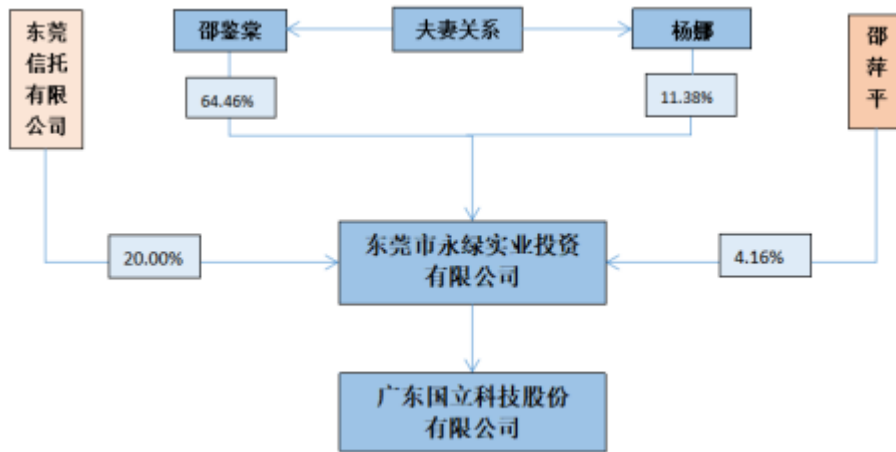 东莞
信托
有限
公司
邵鉴棠
夫妻关系
杨娜
邵
萍
平
64.46%
11.38%
东莞市永绿实业投资
有限公司
20.00%
4.16%
广东国立科技股份
有限公司